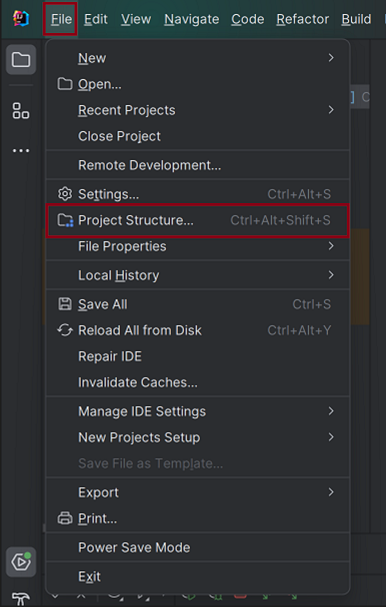 File Edit View Navigate Code Refactor Build
New
Open...
Recent Projects
Close Project
Remote Development...
Settings... Ctrl+Alt+S
Project Structure... Ctrl+Alt+Shift+S
File Properties
Local History
Save All Ctrl+S
Reload All from Disk Ctrl+Alt+Y
Repair IDE
Invalidate Caches...
Manage IDE Settings
New Projects Setup
Save File as Template...
Export
Print...
Power Save Mode
Exit